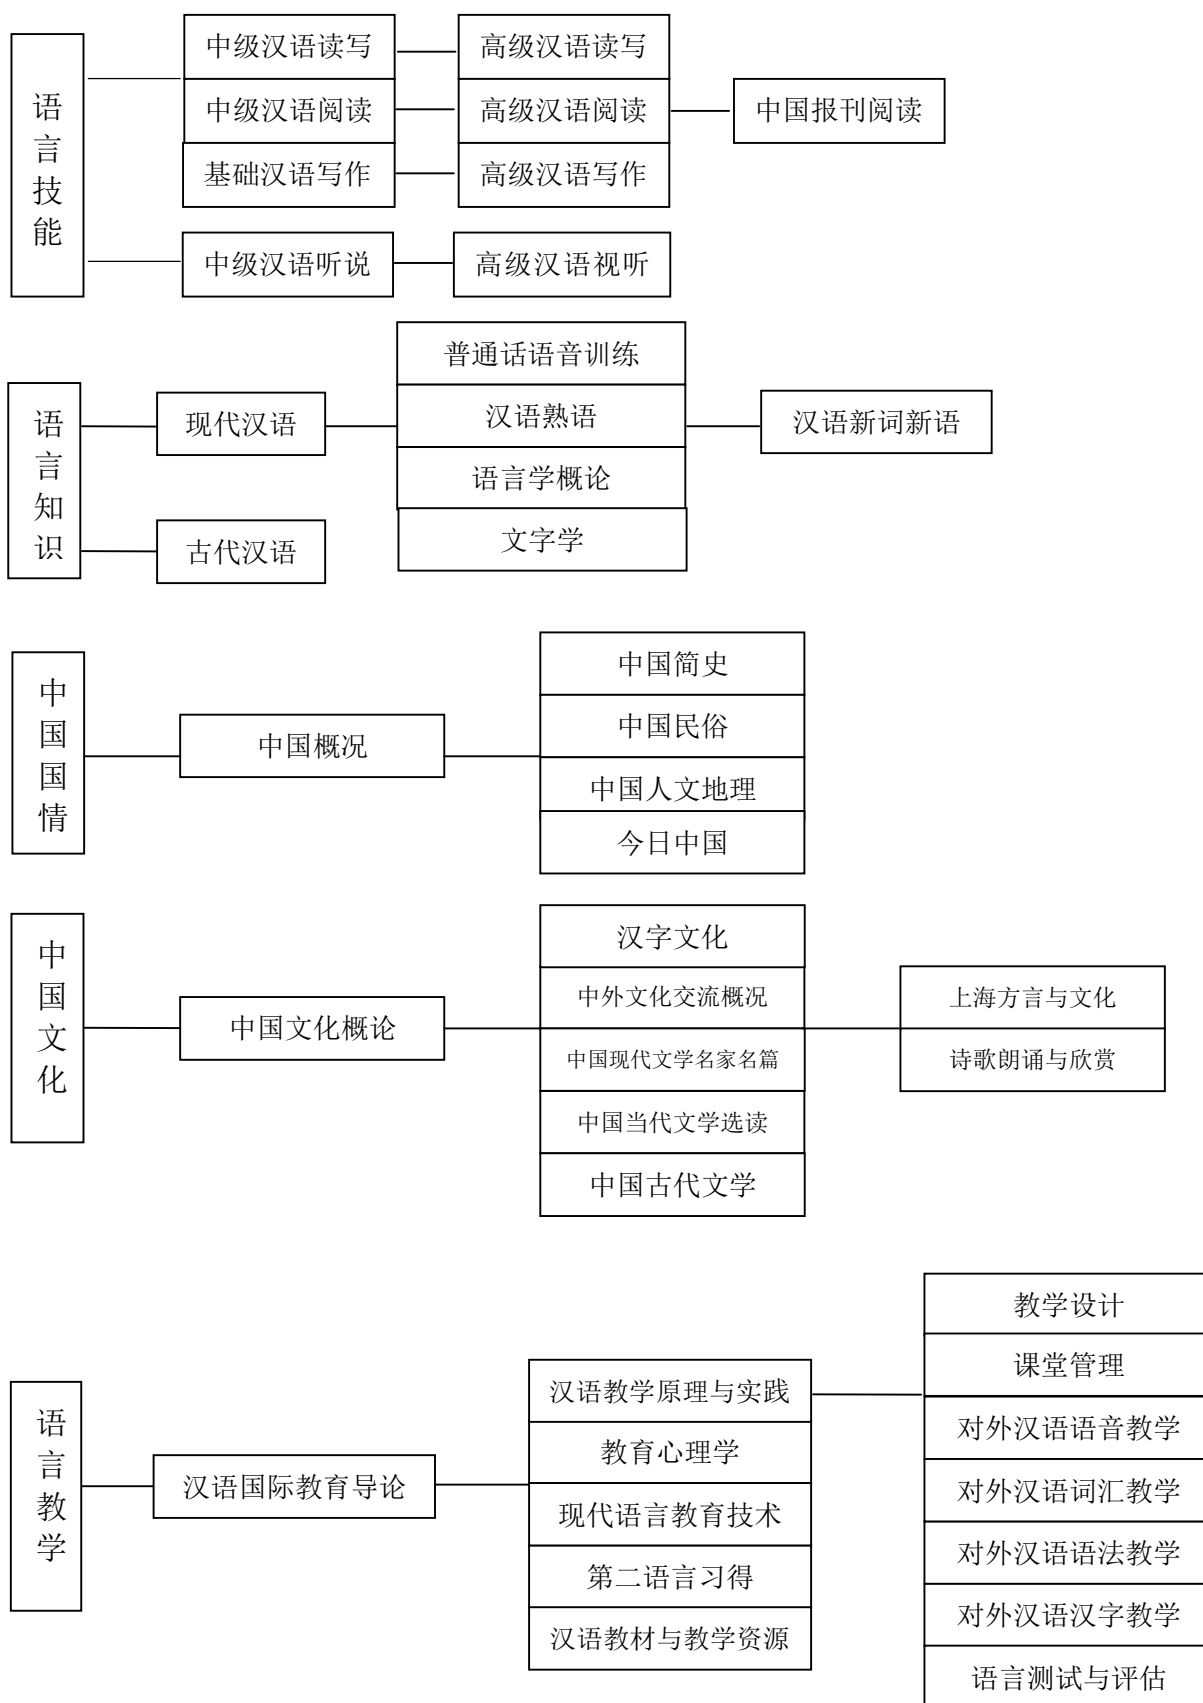 语言技能
中级汉语读写
高级汉语读写
中级汉语阅读
高级汉语阅读
中国报刊阅读
基础汉语写作
高级汉语写作
中级汉语听说
高级汉语视听
语言知识
现代汉语
古代汉语
普通话语音训练
汉语熟语
语言学概论
文字学
汉语新词新语
中国国情
中国概况
中国简史
中国民俗
中国人文地理
今日中国
中国文化
中国文化概论
汉字文化
中外文化交流概况
中国现代文学名家名篇
中国当代文学选读
中国古代文学
上海方言与文化
诗歌朗诵与欣赏
语言教学
汉语国际教育导论
汉语教学原理与实践
教育心理学
现代语言教育技术
第二语言习得
汉语教材与教学资源
教学设计
课堂管理
对外汉语语音教学
对外汉语词汇教学
对外汉语语法教学
对外汉语汉字教学
语言测试与评估